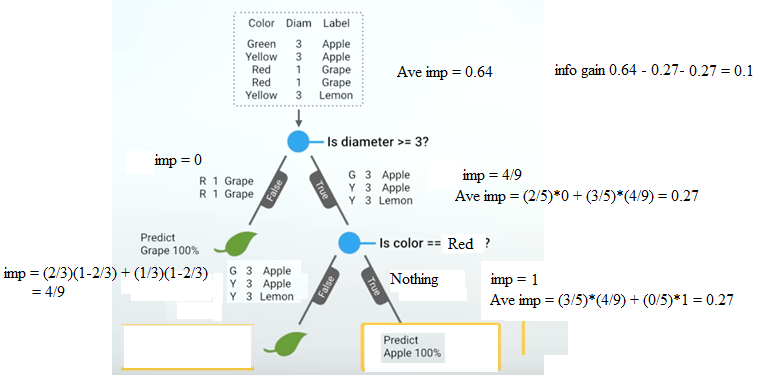 Color Diam Label
Green 3 Apple
Yellow 3 Apple
Red 1 Grape
Red 1 Grape
Yellow 3 Lemon
Ave imp = 0.64
info gain 0.64 - 0.27- 0.27 = 0.1
Is diameter >= 3?
imp = 0
R 1 Grape
R 1 Grape
False
True
G 3 Apple
Y 3 Apple
Y 3 Lemon
imp = 4/9
Ave imp = (2/5)*0 + (3/5)*(4/9) = 0.27
Predict
Grape 100%
Is color == Red ?
imp = (2/3)(1-2/3) + (1/3)(1-2/3)
= 4/9
G 3 Apple
Y 3 Apple
Y 3 Lemon
False
True
Nothing
imp = 1
Ave imp = (3/5)*(4/9) + (0/5)*1 = 0.27
Predict
Apple 100%